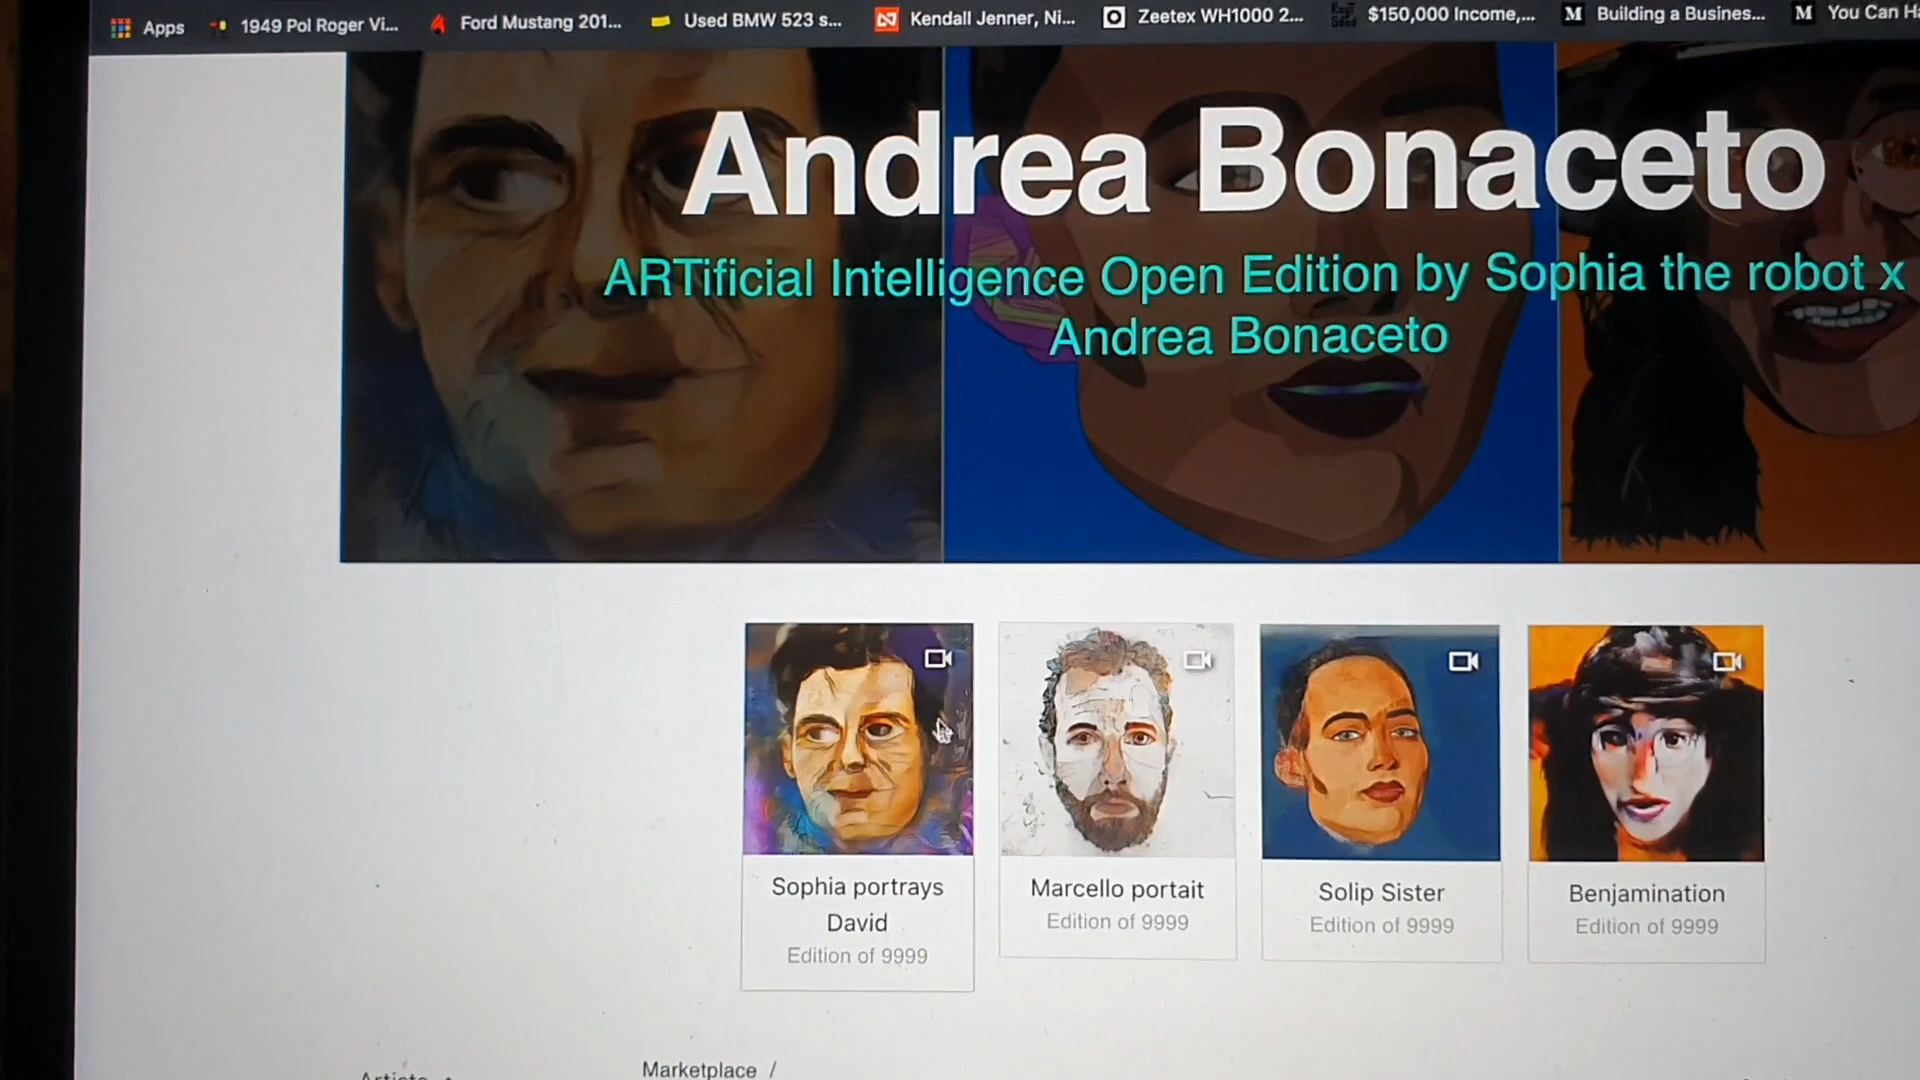 Apps
1949 Pol Roger Vi...
Ford Mustang 201...
Used BMW 523 s...
Kendall Jenner, Ni...
Zeetex WH1000 2...
$150,000 Income,...
M Building a Busines...
M You Can Ha
Andrea Bonaceto
ARTificial Intelligence Open Edition by Sophia the robot x
Andrea Bonaceto
Sophia portrays
David
Edition of 9999
Marcello portait
Edition of 9999
Solip Sister
Edition of 9999
Benjamination
Edition of 9999
Artists
Marketplace /